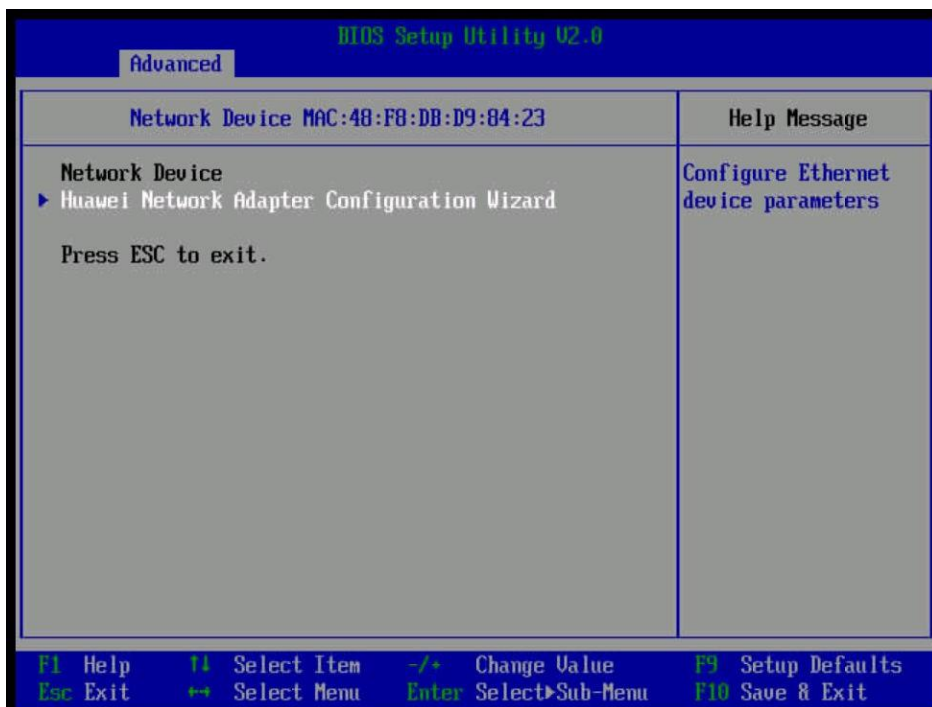 BIOS Setup Utility V2.0
Advanced
Network Device MAC:48:F8:DB:D9:84:23
Help Message
Network Device
Configure Ethernet
▶ Huawei Network Adapter Configuration Wizard
device parameters
Press ESC to exit.
F1 Help ↑↓ Select Item -/+ Change Value F9 Setup Defaults
Esc Exit ↔ Select Menu Enter Select▶Sub-Menu F10 Save & Exit